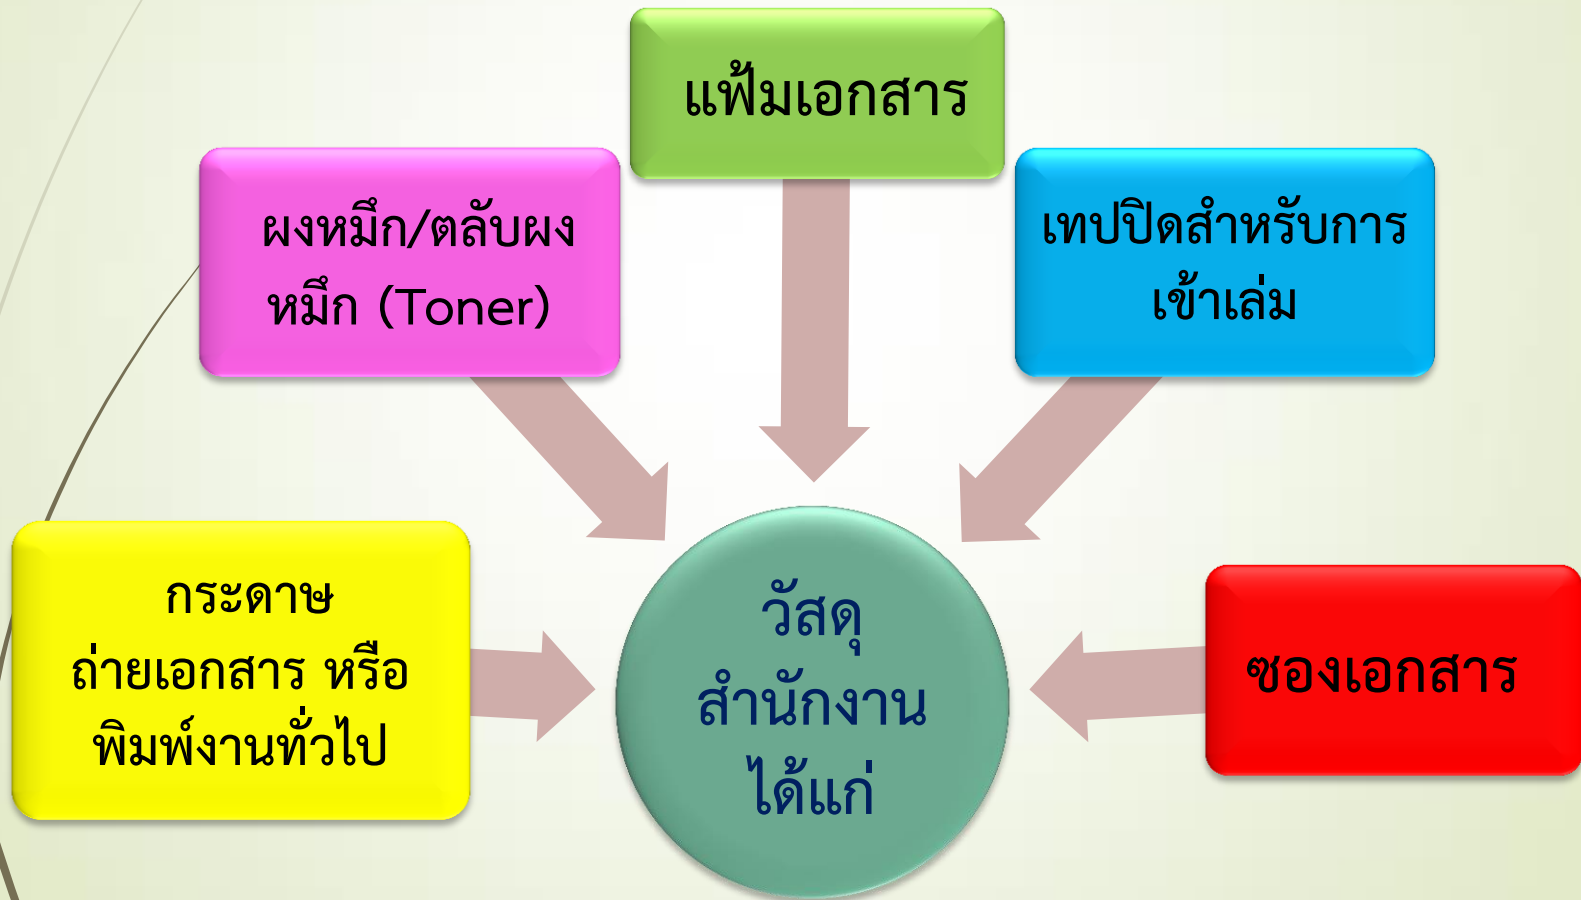 แฟ้มเอกสาร
ผงหมึก/ตลับผง
หมึก (Toner)
เทปปิดสำหรับการ
เข้าเล่ม
กระดาษ
ถ่ายเอกสาร หรือ
พิมพ์งานทั่วไป
วัสดุ
สำนักงาน
ได้แก่
ซองเอกสาร